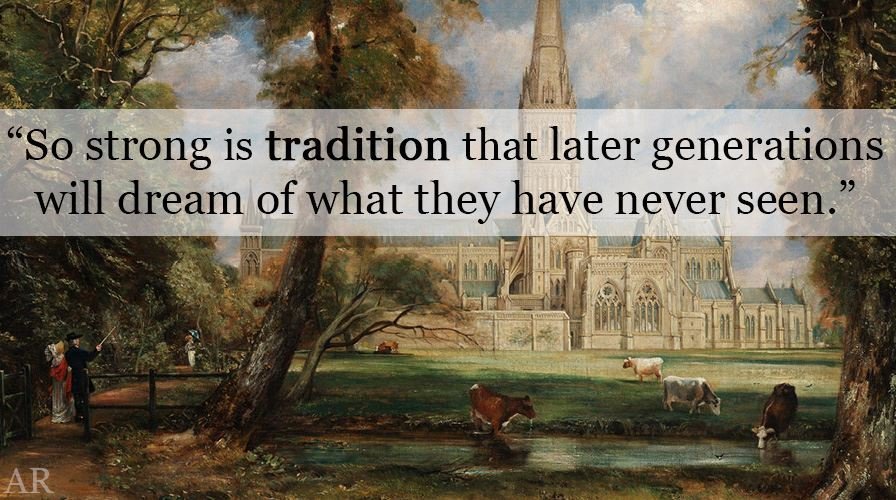 “So strong is tradition that later generations
will dream of what they have never seen.”
AR